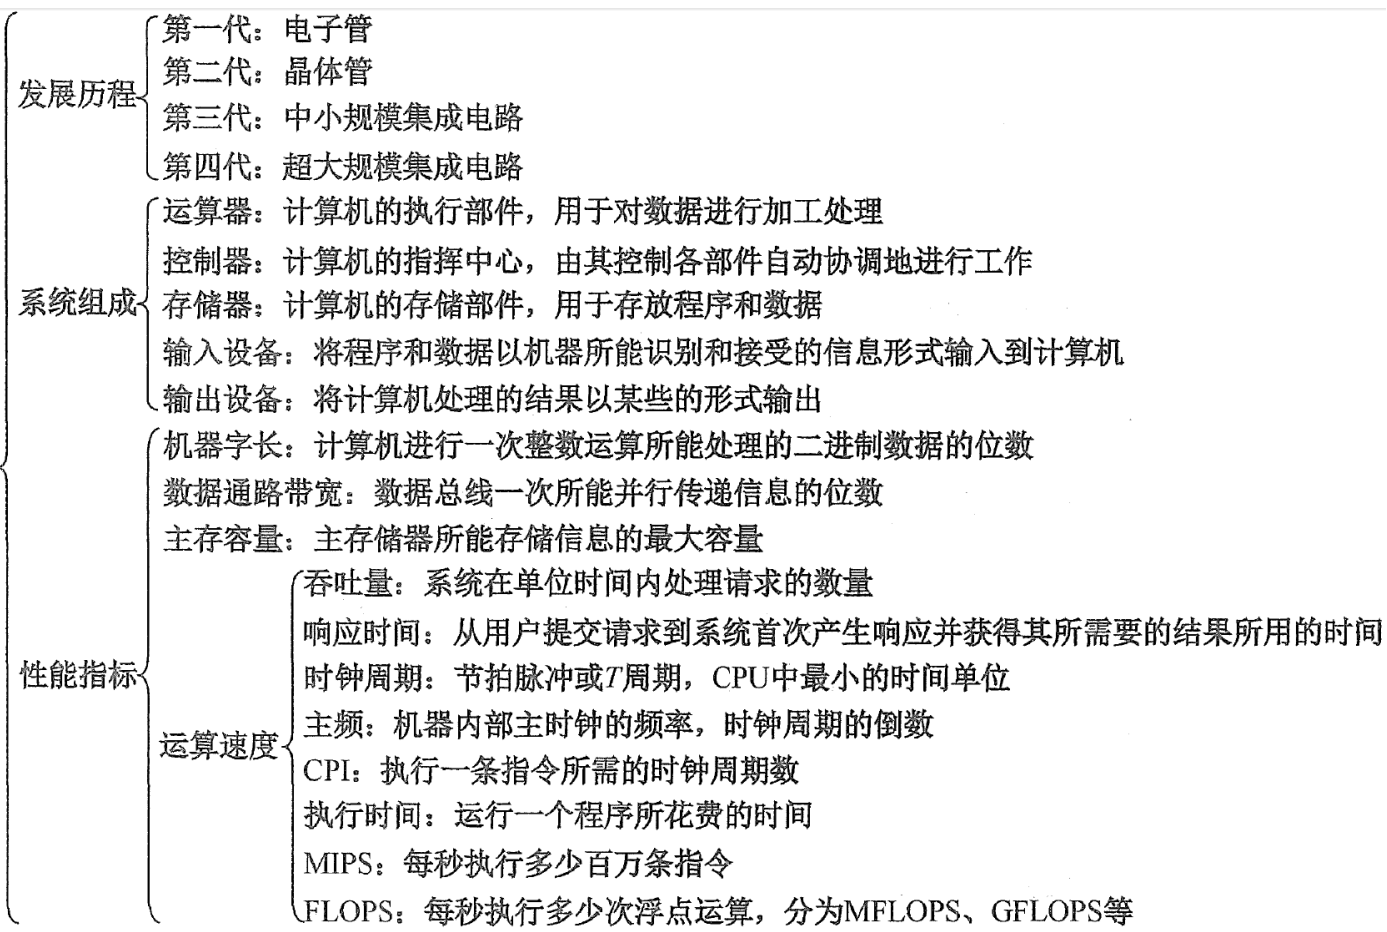 发展历程
第一代：电子管
第二代：晶体管
第三代：中小规模集成电路
第四代：超大规模集成电路
系统组成
运算器：计算机的执行部件，用于对数据进行加工处理
控制器：计算机的指挥中心，由其控制各部件自动协调地进行工作
存储器：计算机的存储部件，用于存放程序和数据
输入设备：将程序和数据以机器所能识别和接受的信息形式输入到计算机
输出设备：将计算机处理的结果以某些的形式输出
性能指标
机器字长：计算机进行一次整数运算所能处理的二进制数据的位数
数据通路带宽：数据总线一次所能并行传递信息的位数
主存容量：主存储器所能存储信息的最大容量
运算速度
吞吐量：系统在单位时间内处理请求的数量
响应时间：从用户提交请求到系统首次产生响应并获得其所需要的结果所用的时间
时钟周期：节拍脉冲或T周期，CPU中最小的时间单位
主频：机器内部主时钟的频率，时钟周期的倒数
CPI：执行一条指令所需的时钟周期数
执行时间：运行一个程序所花费的时间
MIPS：每秒执行多少百万条指令
FLOPS：每秒执行多少次浮点运算，分为MFLOPS、GFLOPS等